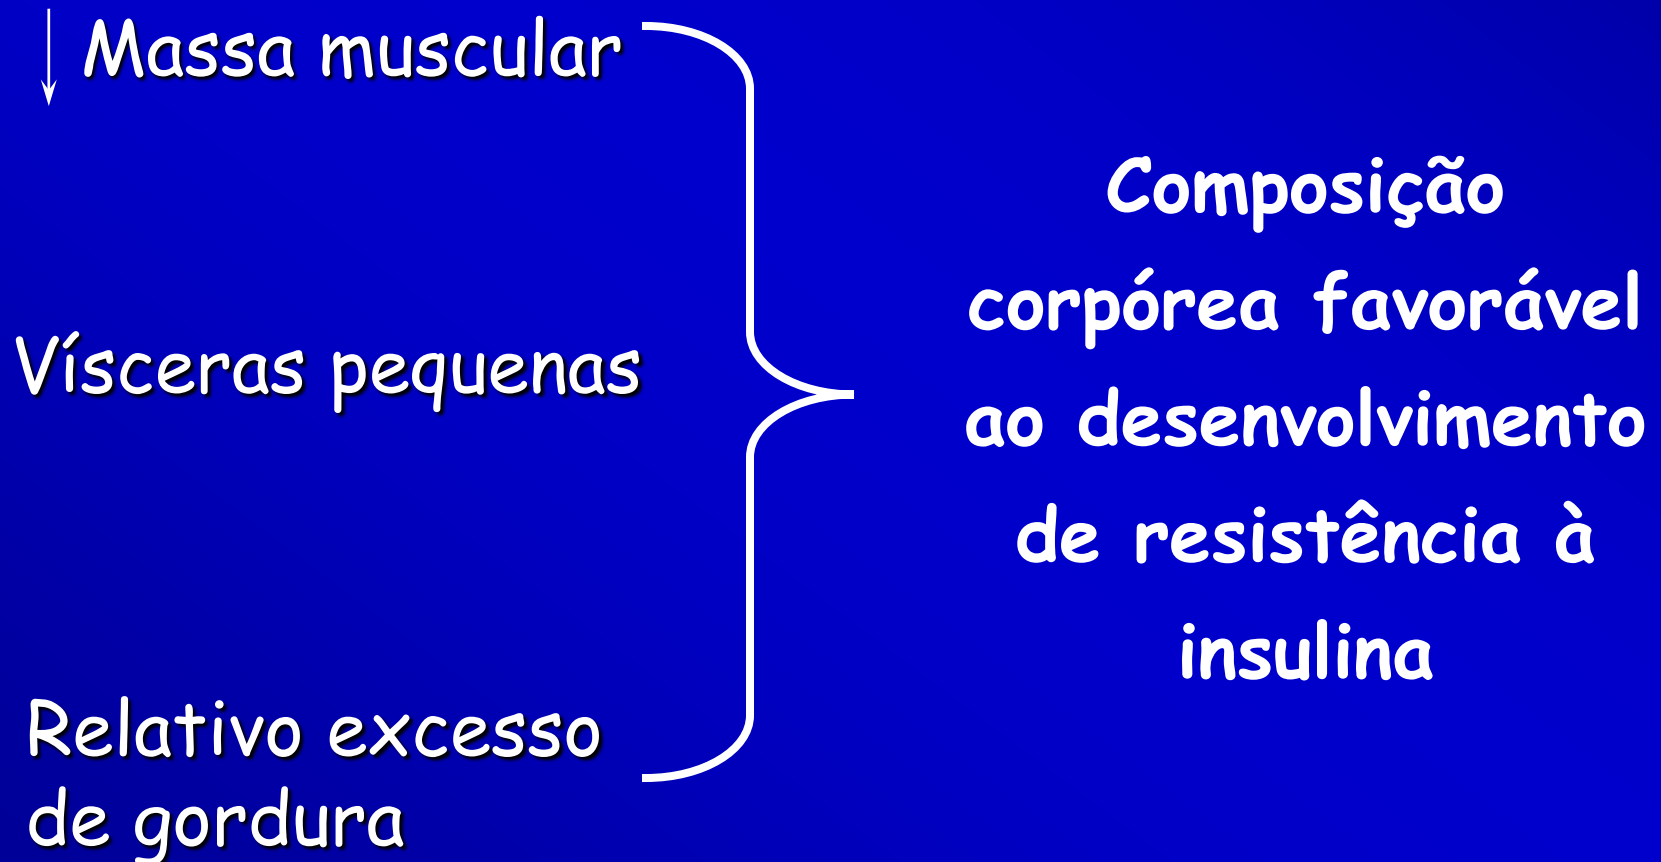 ↓ Massa muscular
Vísceras pequenas
Relativo excesso
de gordura
Composição
corpórea favorável
ao desenvolvimento
de resistência à
insulina